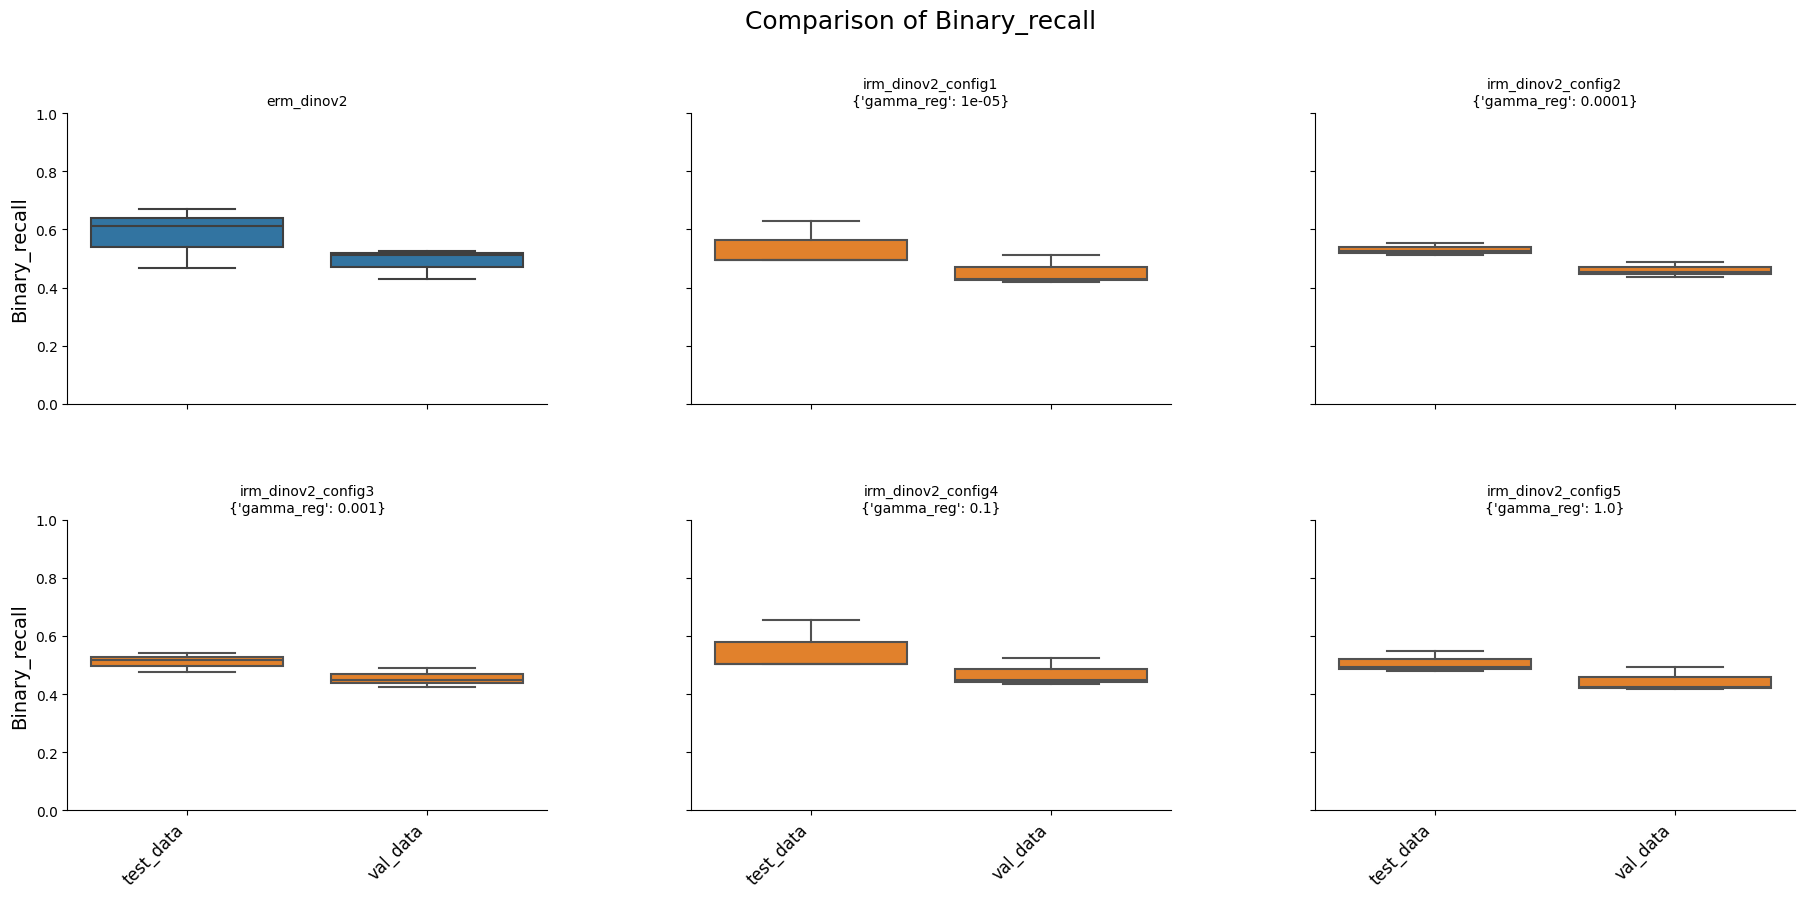 Comparison of Binary_recall
erm_dinov2
irm_dinov2_config1
{'gamma_reg': 1e-05}
irm_dinov2_config2
{'gamma_reg': 0.0001}
Binary_recall
1.0
0.8
0.6
0.4
0.2
0.0
irm_dinov2_config3
{'gamma_reg': 0.001}
irm_dinov2_config4
{'gamma_reg': 0.1}
irm_dinov2_config5
{'gamma_reg': 1.0}
Binary_recall
1.0
0.8
0.6
0.4
0.2
0.0
test_data
val_data
test_data
val_data
test_data
val_data